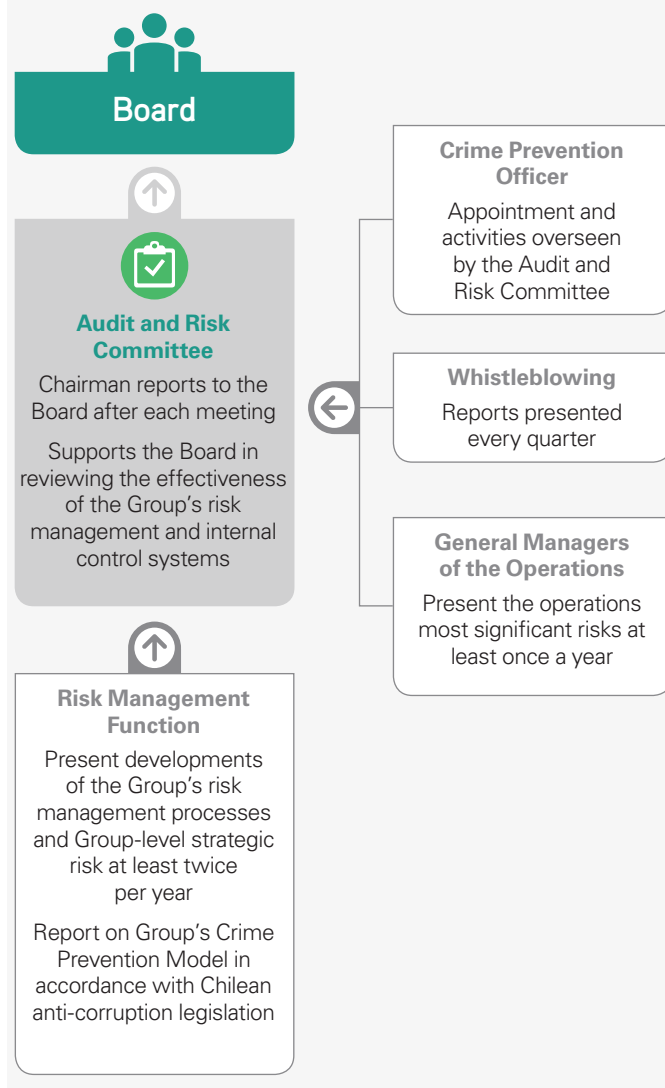 Board
Audit and Risk
Committee
Chairman reports to the
Board after each meeting
Supports the Board in
reviewing the effectiveness
of the Group's risk
management and internal
control systems
Risk Management
Function
Present developments
of the Group's risk
management processes
and Group-level strategic
risk at least twice
per year
Report on Group's Crime
Prevention Model in
accordance with Chilean
anti-corruption legislation
Crime Prevention
Officer
Appointment and
activities overseen
by the Audit and
Risk Committee
Whistleblowing
Reports presented
every quarter
General Managers
of the Operations
Present the operations
most significant risks at
least once a year